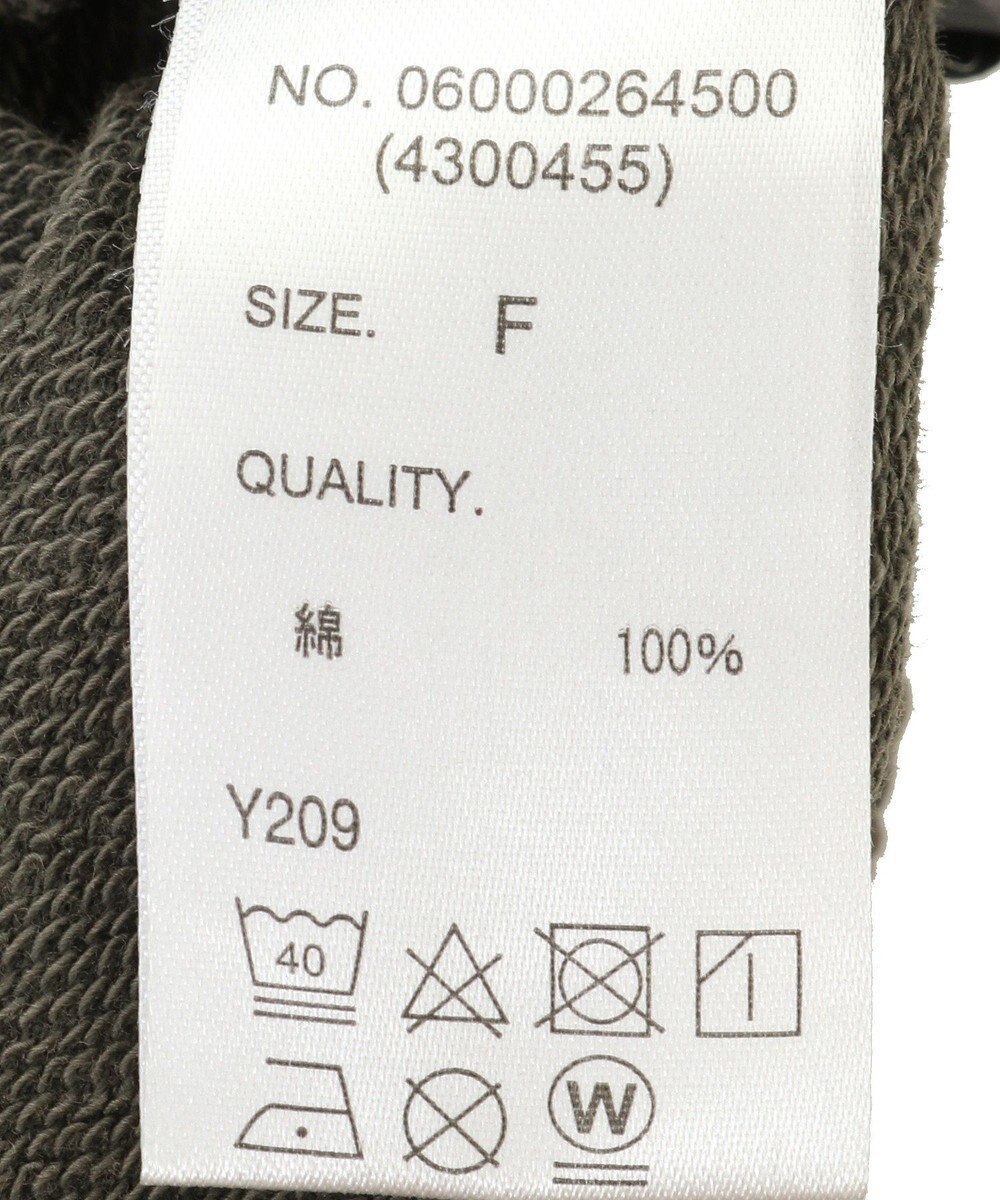 NO. 06000264500
(4300455)
SIZE. F
QUALITY.
綿 100%
Y209
40
W